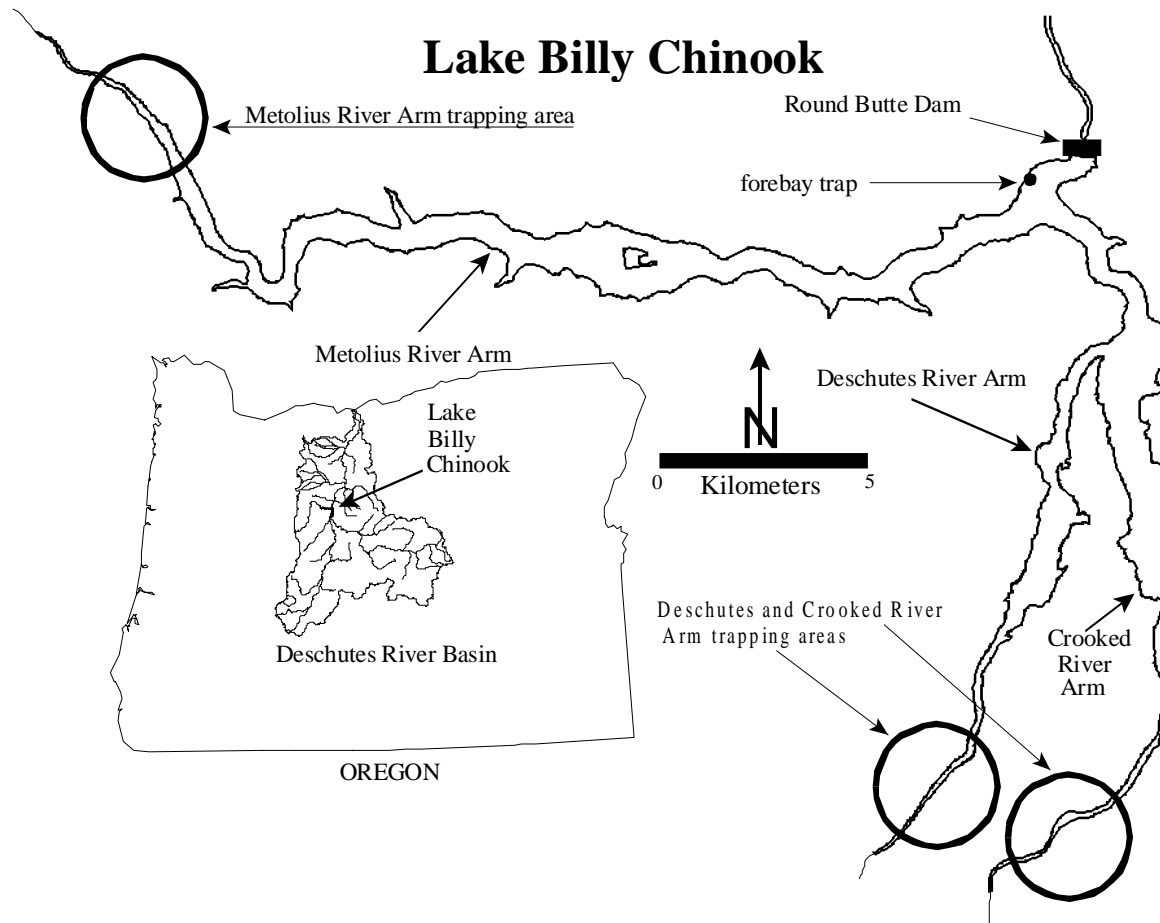 Lake Billy Chinook
Round Butte Dam
Metolius River Arm trapping area
forebay trap
Metolius River Arm
Deschutes River Arm
Lake
Billy
Chinook
N
0 Kilometers 5
Deschutes and Crooked River
Arm trapping areas
Crooked
River
Arm
Deschutes River Basin
OREGON